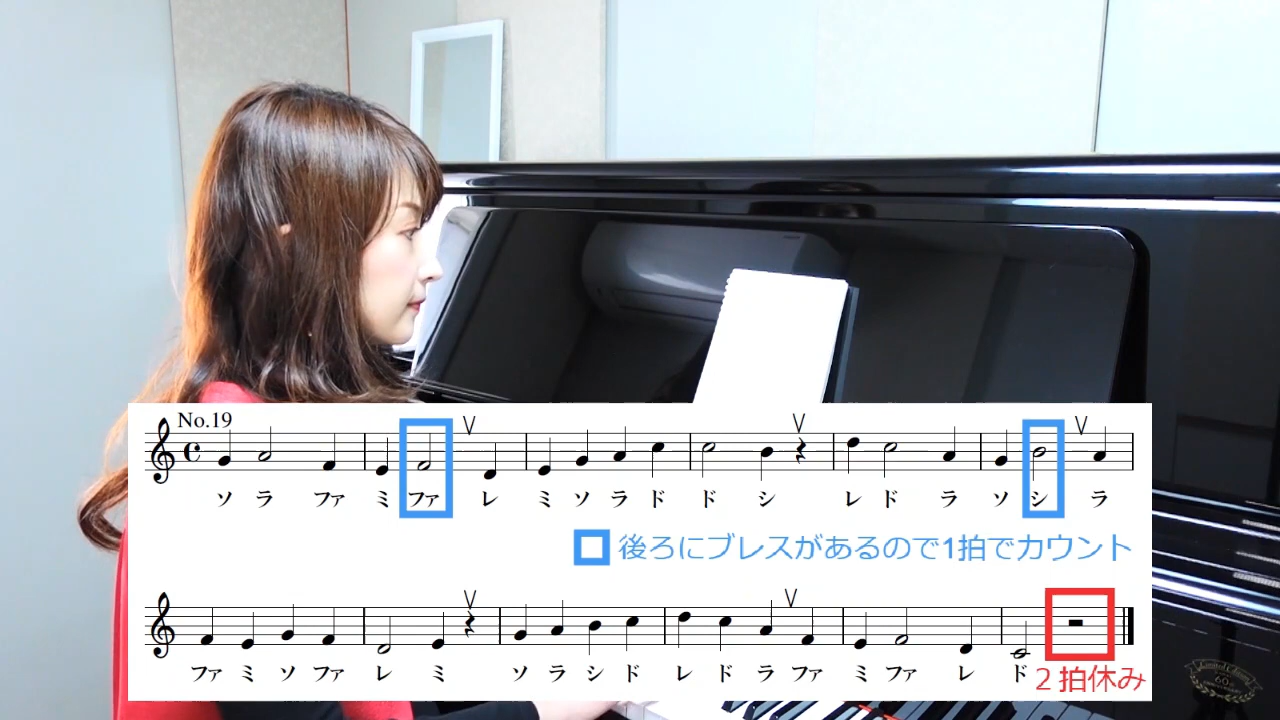 No.19
ソ ラ ファ ミ ファ レ ミ ソ ラ ド ド シ レ ド ラ ソ シ ラ
後ろにブレスがあるので1拍でカウント
ファ ミ ソ ファ レ ミ ソ ラ シ ド レ ド ラ ファ ミ ファ レ ド
2拍休み
60